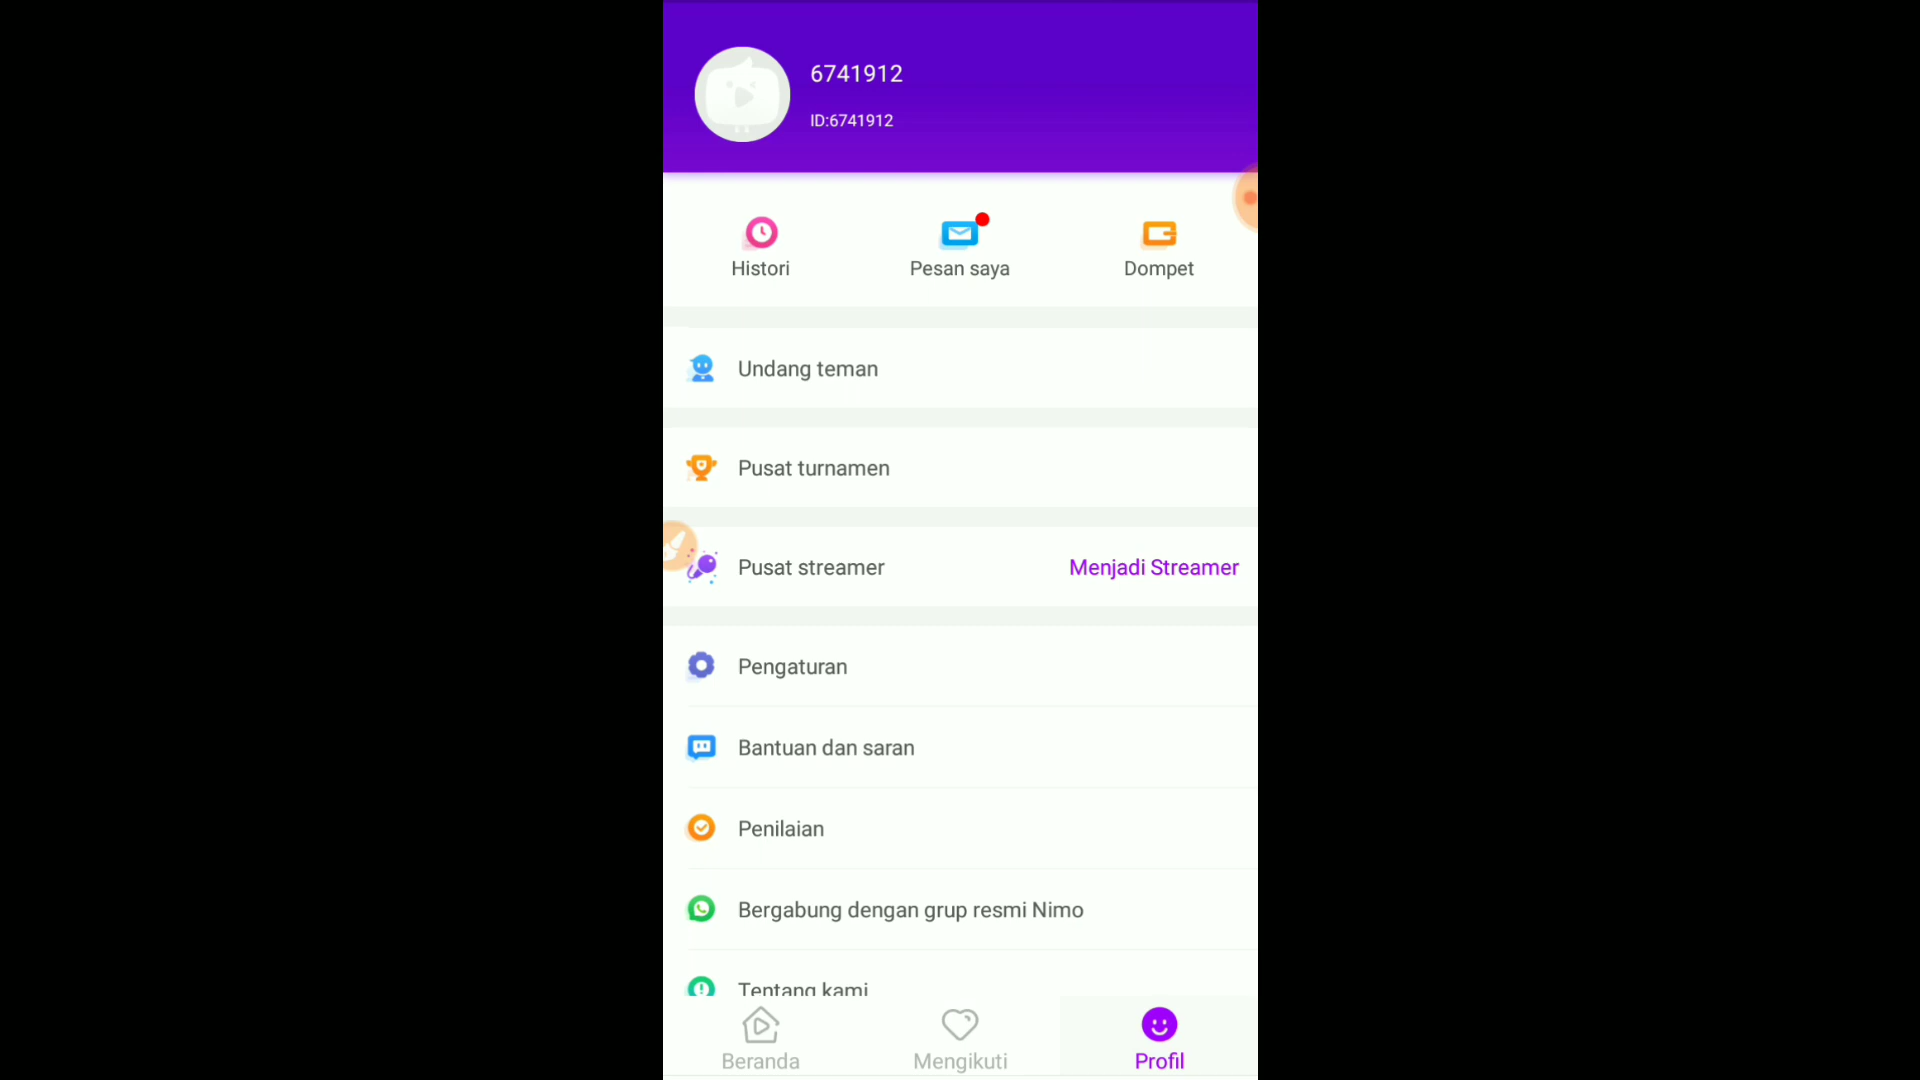 6741912
ID:6741912
Histori
Pesan saya
Dompet
Undang teman
Pusat turnamen
Pusat streamer
Menjadi Streamer
Pengaturan
Bantuan dan saran
Penilaian
Bergabung dengan grup resmi Nimo
Tentang kami
Beranda
Mengikuti
Profil